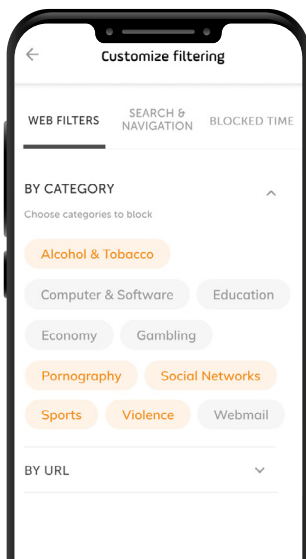 Customize filtering
WEB FILTERS
SEARCH &
NAVIGATION
BLOCKED TIME
BY CATEGORY
Choose categories to block
Alcohol & Tobacco
Computer & Software Education
Economy Gambling
Pornography Social Networks
Sports Violence Webmail
BY URL